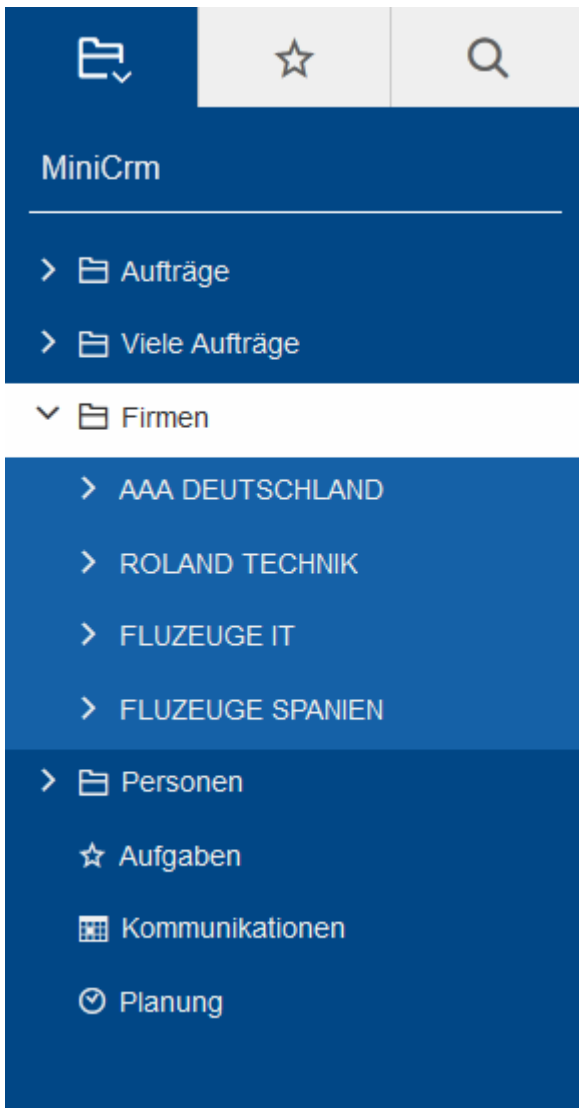 MiniCrm
Aufträge
Viele Aufträge
Firmen
AAA DEUTSCHLAND
ROLAND TECHNIK
FLUZEUGE IT
FLUZEUGE SPANIEN
Personen
Aufgaben
Kommunikationen
Planung